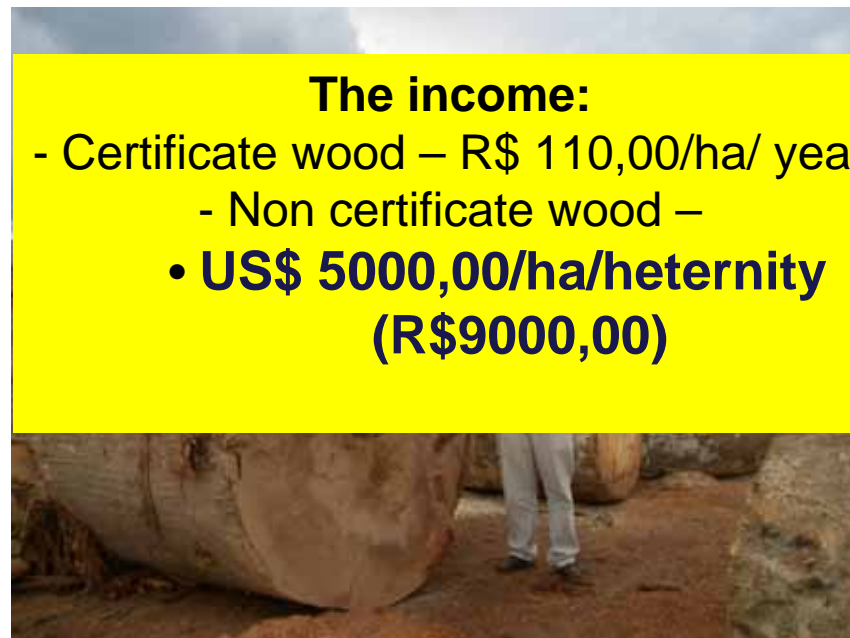 The income:
- Certificate wood – R$ 110,00/ha/ yea
- Non certificate wood –
• US$ 5000,00/ha/heternity
(R$9000,00)